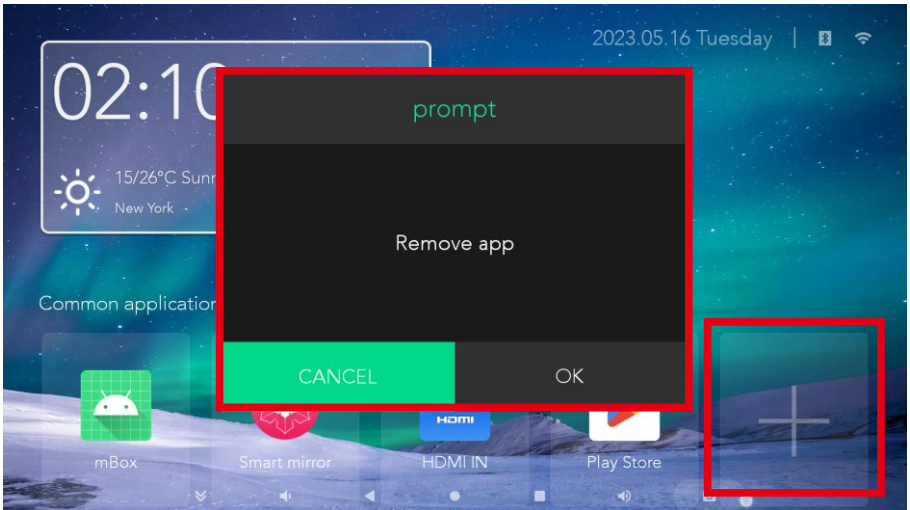 2023.05.16 Tuesday
02:10
prompt
15/26°C Sunn
New York
Remove app
Common application
CANCEL
OK
HDMI
mBox
Smart mirror
HDMI IN
Play Store